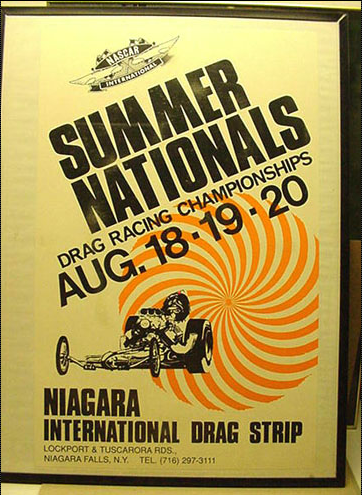 NASCAR
INTERNATIONAL
SUMMER
NATIONALS
DRAG RACING CHAMPIONSHIPS
AUG. 18 · 19 · 20
NIAGARA
INTERNATIONAL DRAG STRIP
LOCKPORT & TUSCARORA RDS.,
NIAGARA FALLS, N.Y. TEL. (716) 297-3111